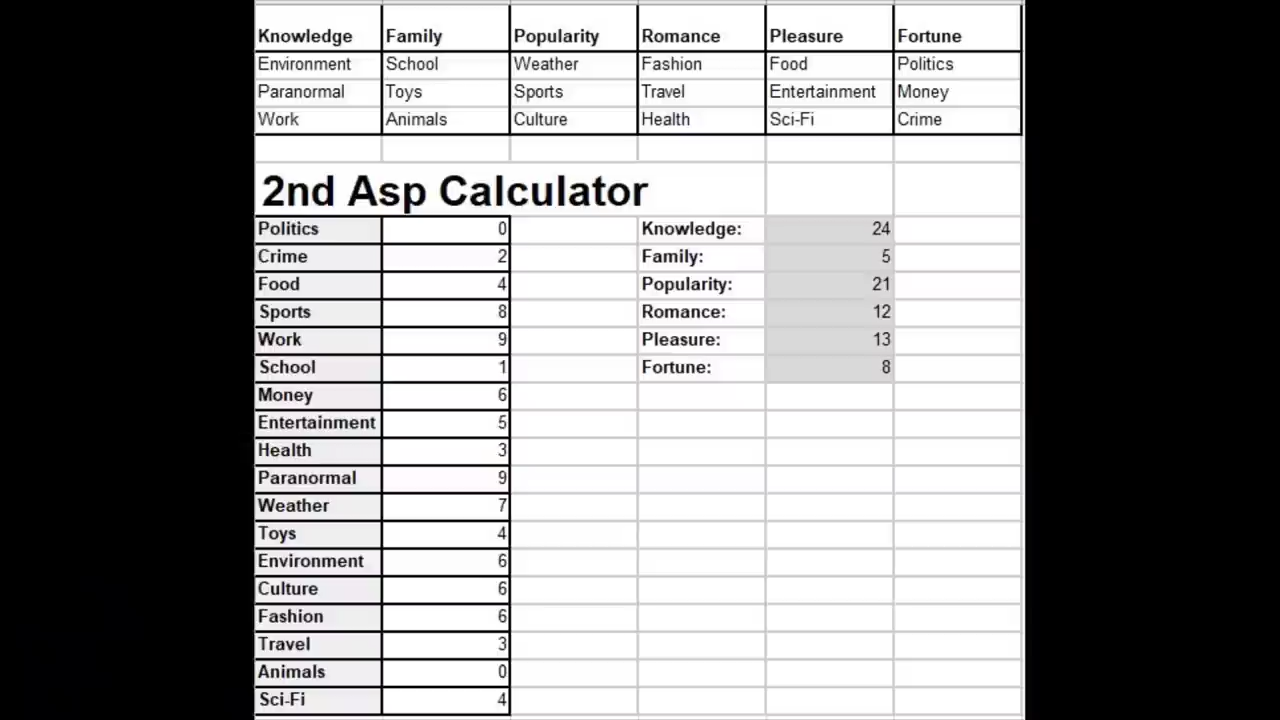 Knowledge Family Popularity Romance Pleasure Fortune
Environment School Weather Fashion Food Politics
Paranormal Toys Sports Travel Entertainment Money
Work Animals Culture Health Sci-Fi Crime
2nd Asp Calculator
Politics 0 Knowledge: 24
Crime 2 Family: 5
Food 4 Popularity: 21
Sports 8 Romance: 12
Work 9 Pleasure: 13
School 1 Fortune: 8
Money 6
Entertainment 5
Health 3
Paranormal 9
Weather 7
Toys 4
Environment 6
Culture 6
Fashion 6
Travel 3
Animals 0
Sci-Fi 4